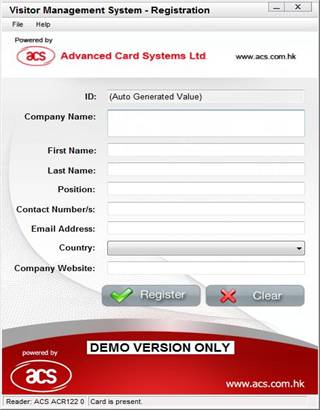 Visitor Management System - Registration
File Help
Powered by
acs Advanced Card Systems Ltd. www.acs.com.hk
ID: (Auto Generated Value)
Company Name:
First Name:
Last Name:
Position:
Contact Number/s:
Email Address:
Country:
Company Website:
Register Clear
powered by
DEMO VERSION ONLY
acs www.acs.com.hk
Reader: ACS ACR122 0 Card is present.